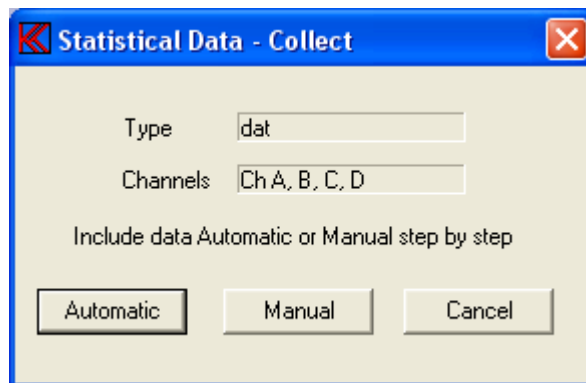 Statistical Data - Collect
Type dat
Channels Ch A, B, C, D
Include data Automatic or Manual step by step
Automatic Manual Cancel